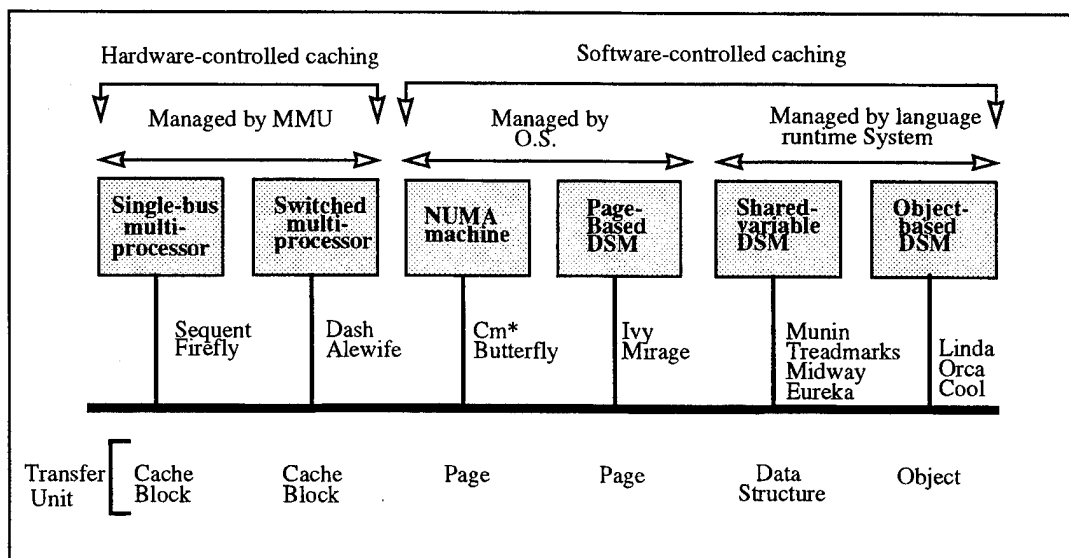 Hardware-controlled caching
Software-controlled caching
Managed by MMU
Managed by
O.S.
Managed by language
runtime System
Single-bus
multi-
processor
Switched
multi-
processor
NUMA
machine
Page-
Based
DSM
Shared-
variable
DSM
Object-
based
DSM
Sequent
Firefly
Dash
Alewife
Cm*
Butterfly
Ivy
Mirage
Munin
Treadmarks
Midway
Eureka
Linda
Orca
Cool
Transfer
Unit
Cache
Block
Cache
Block
Page
Page
Data
Structure
Object